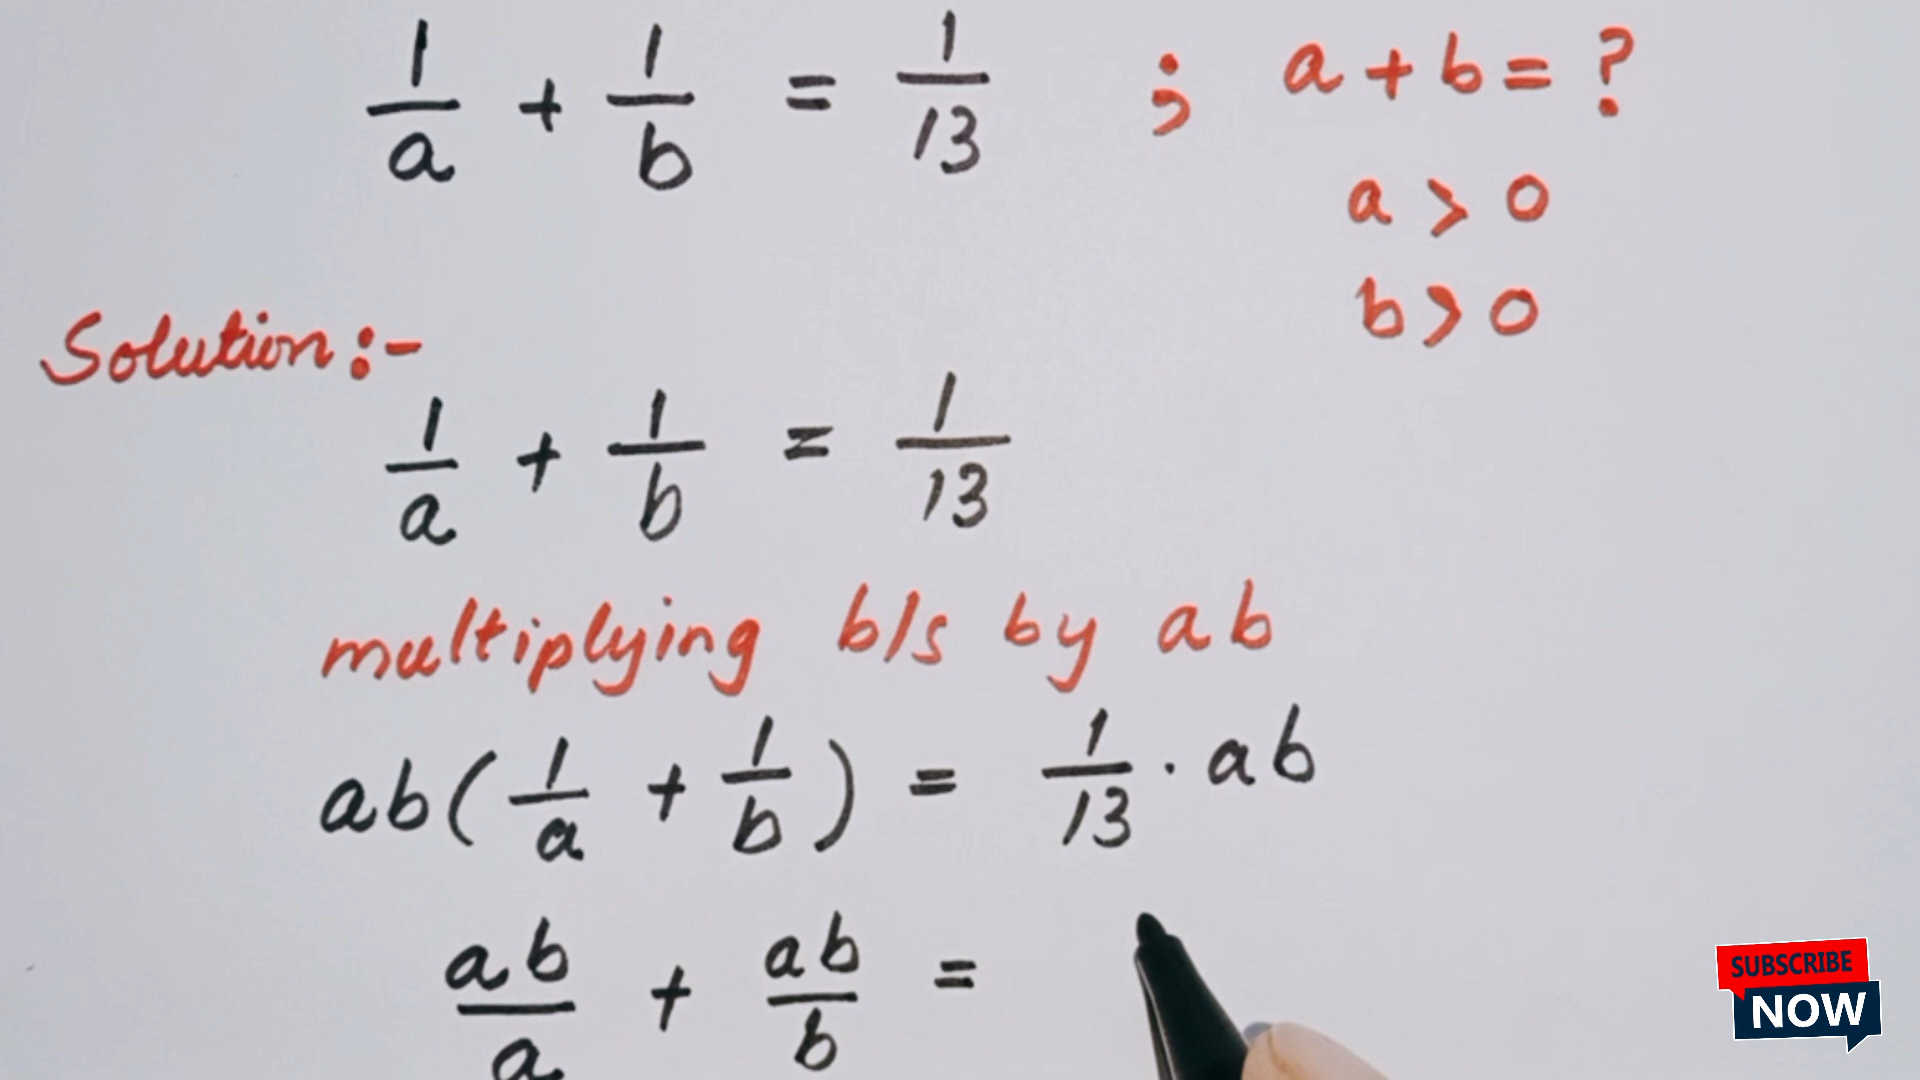 1/a + 1/b = 1/13 ; a + b = ?
a > 0
b > 0
Solution :-
1/a + 1/b = 1/13
multiplying b/s by ab
ab(1/a + 1/b) = 1/13 · ab
ab/a + ab/b =
SUBSCRIBE
NOW